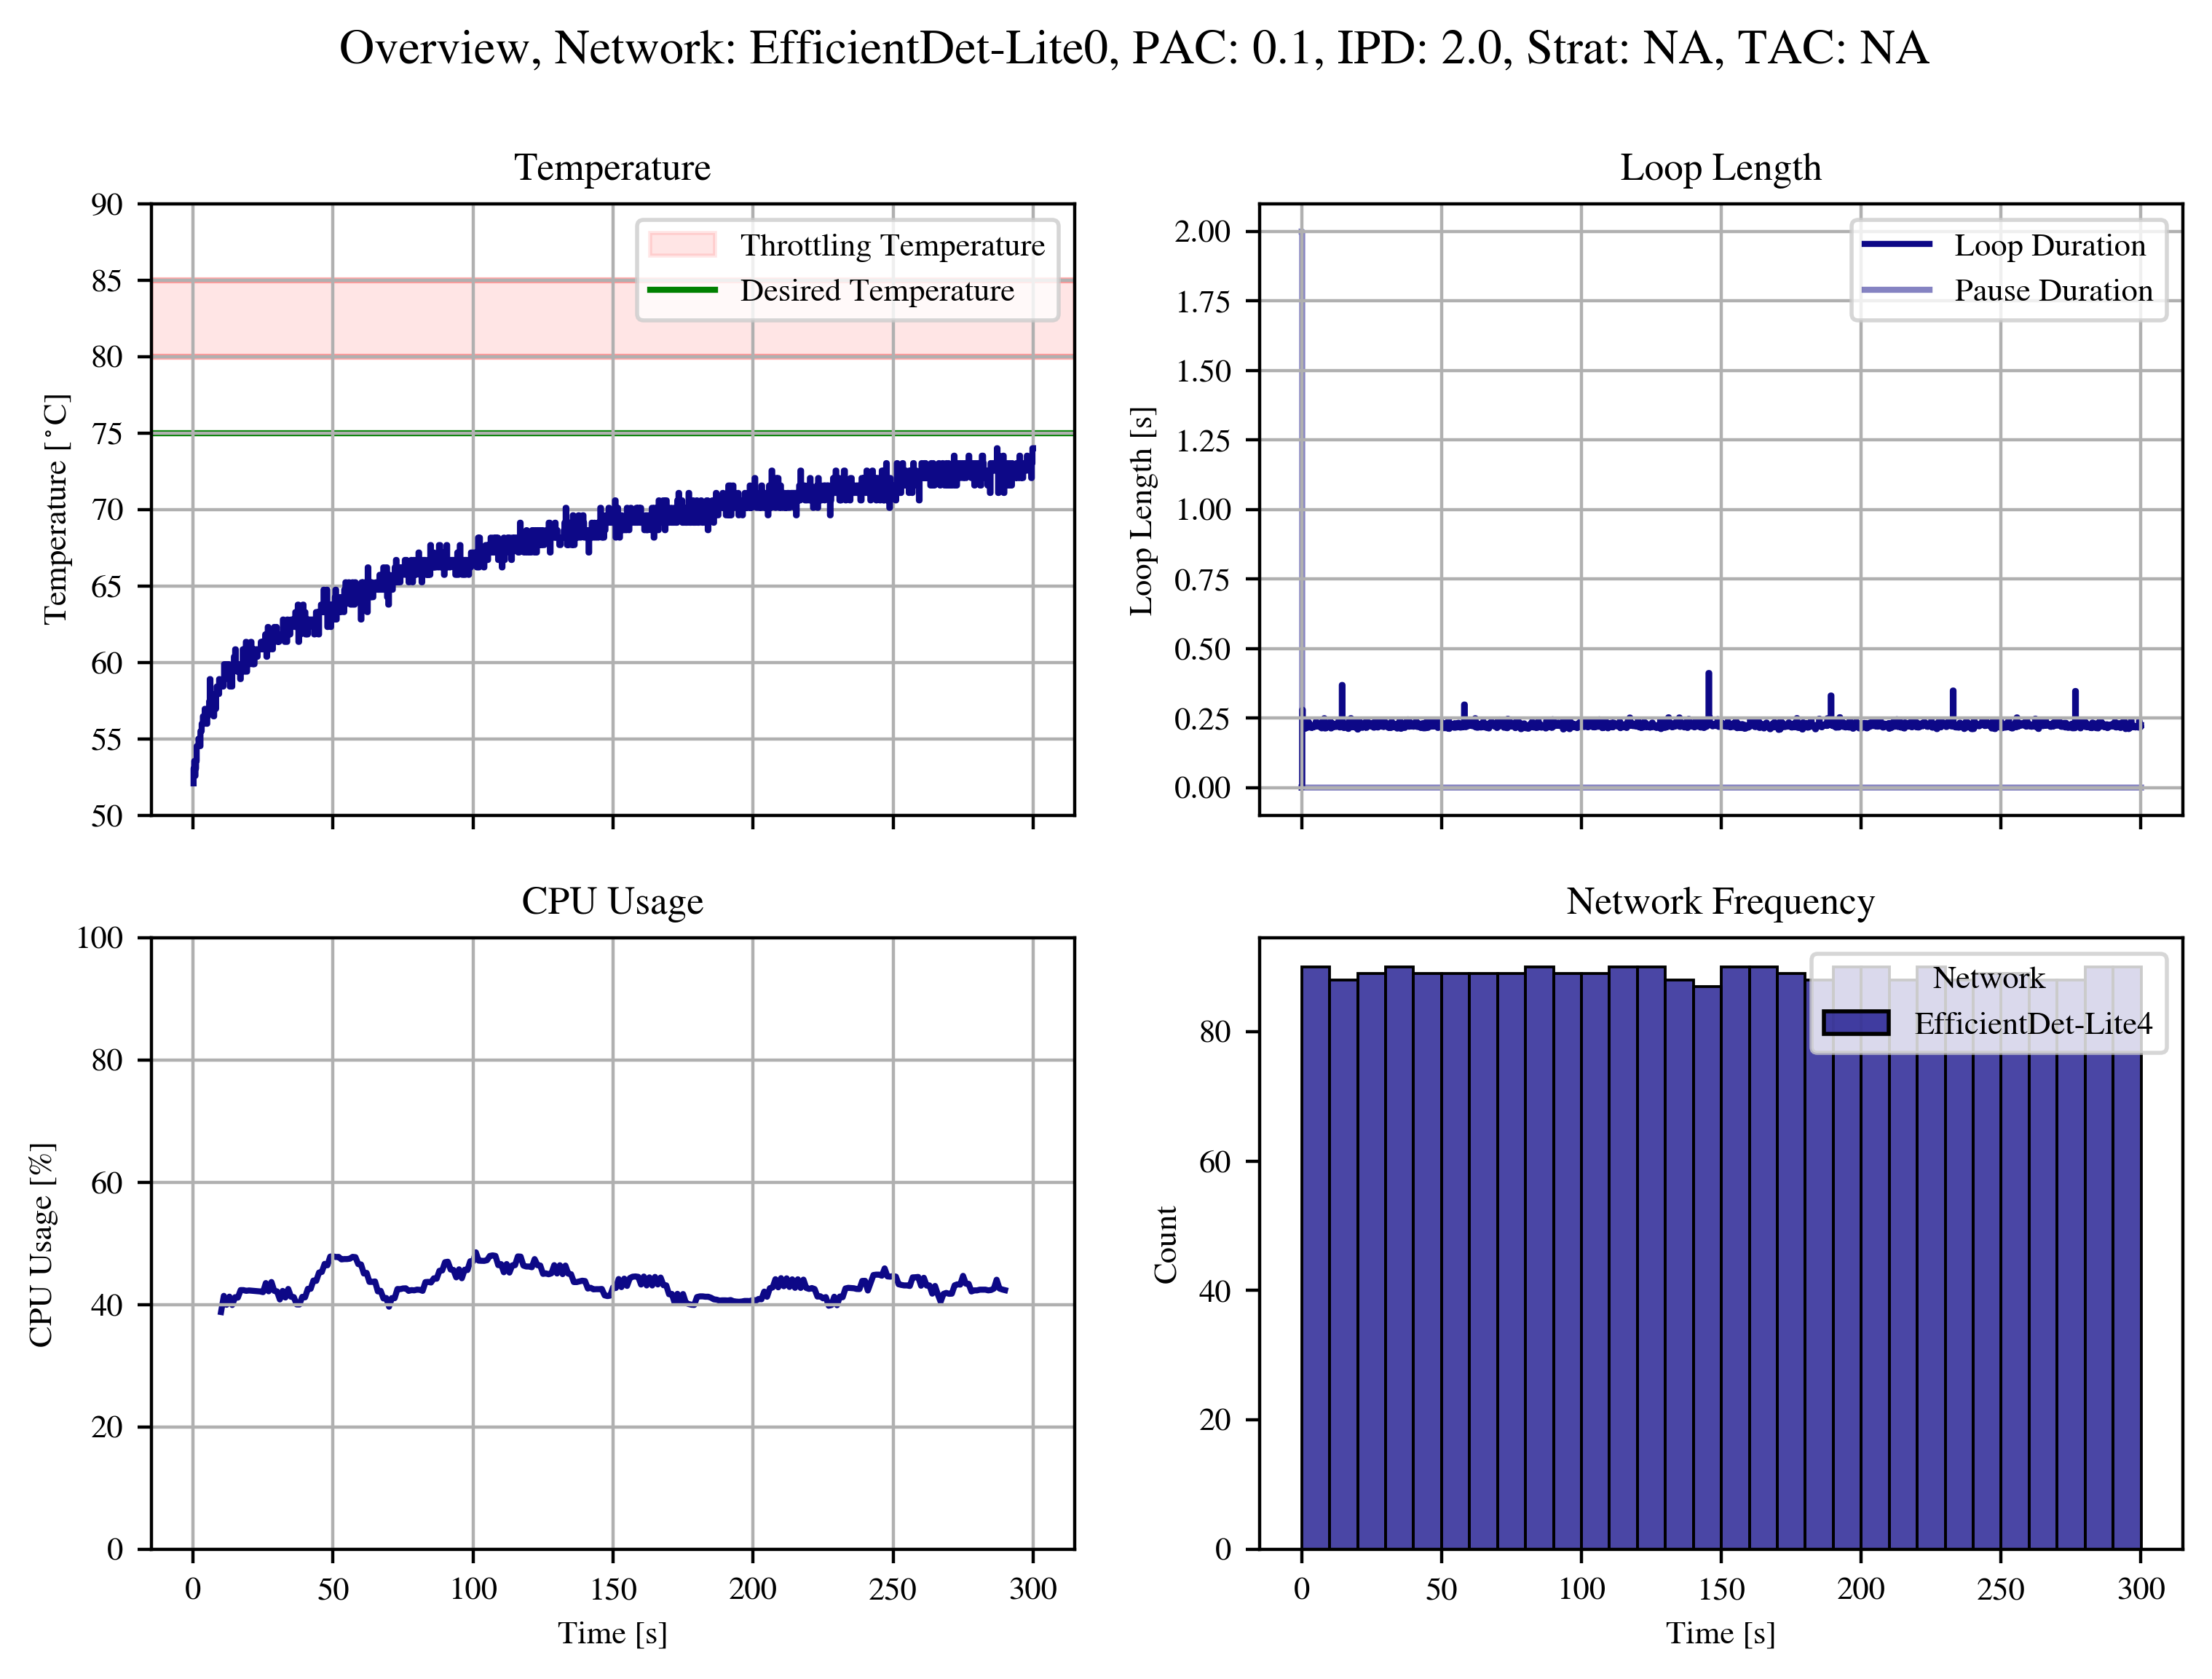 Overview, Network: EfficientDet-Lite0, PAC: 0.1, IPD: 2.0, Strat: NA, TAC: NA
Temperature
90
85
80
75
70
65
60
55
50
Temperature [°C]
Throttling Temperature
Desired Temperature
Loop Length
2.00
1.75
1.50
1.25
1.00
0.75
0.50
0.25
0.00
Loop Length [s]
Loop Duration
Pause Duration
CPU Usage
100
80
60
40
20
0
CPU Usage [%]
0 50 100 150 200 250 300
Time [s]
Network Frequency
80
60
40
20
0
Count
Network
EfficientDet-Lite4
0 50 100 150 200 250 300
Time [s]